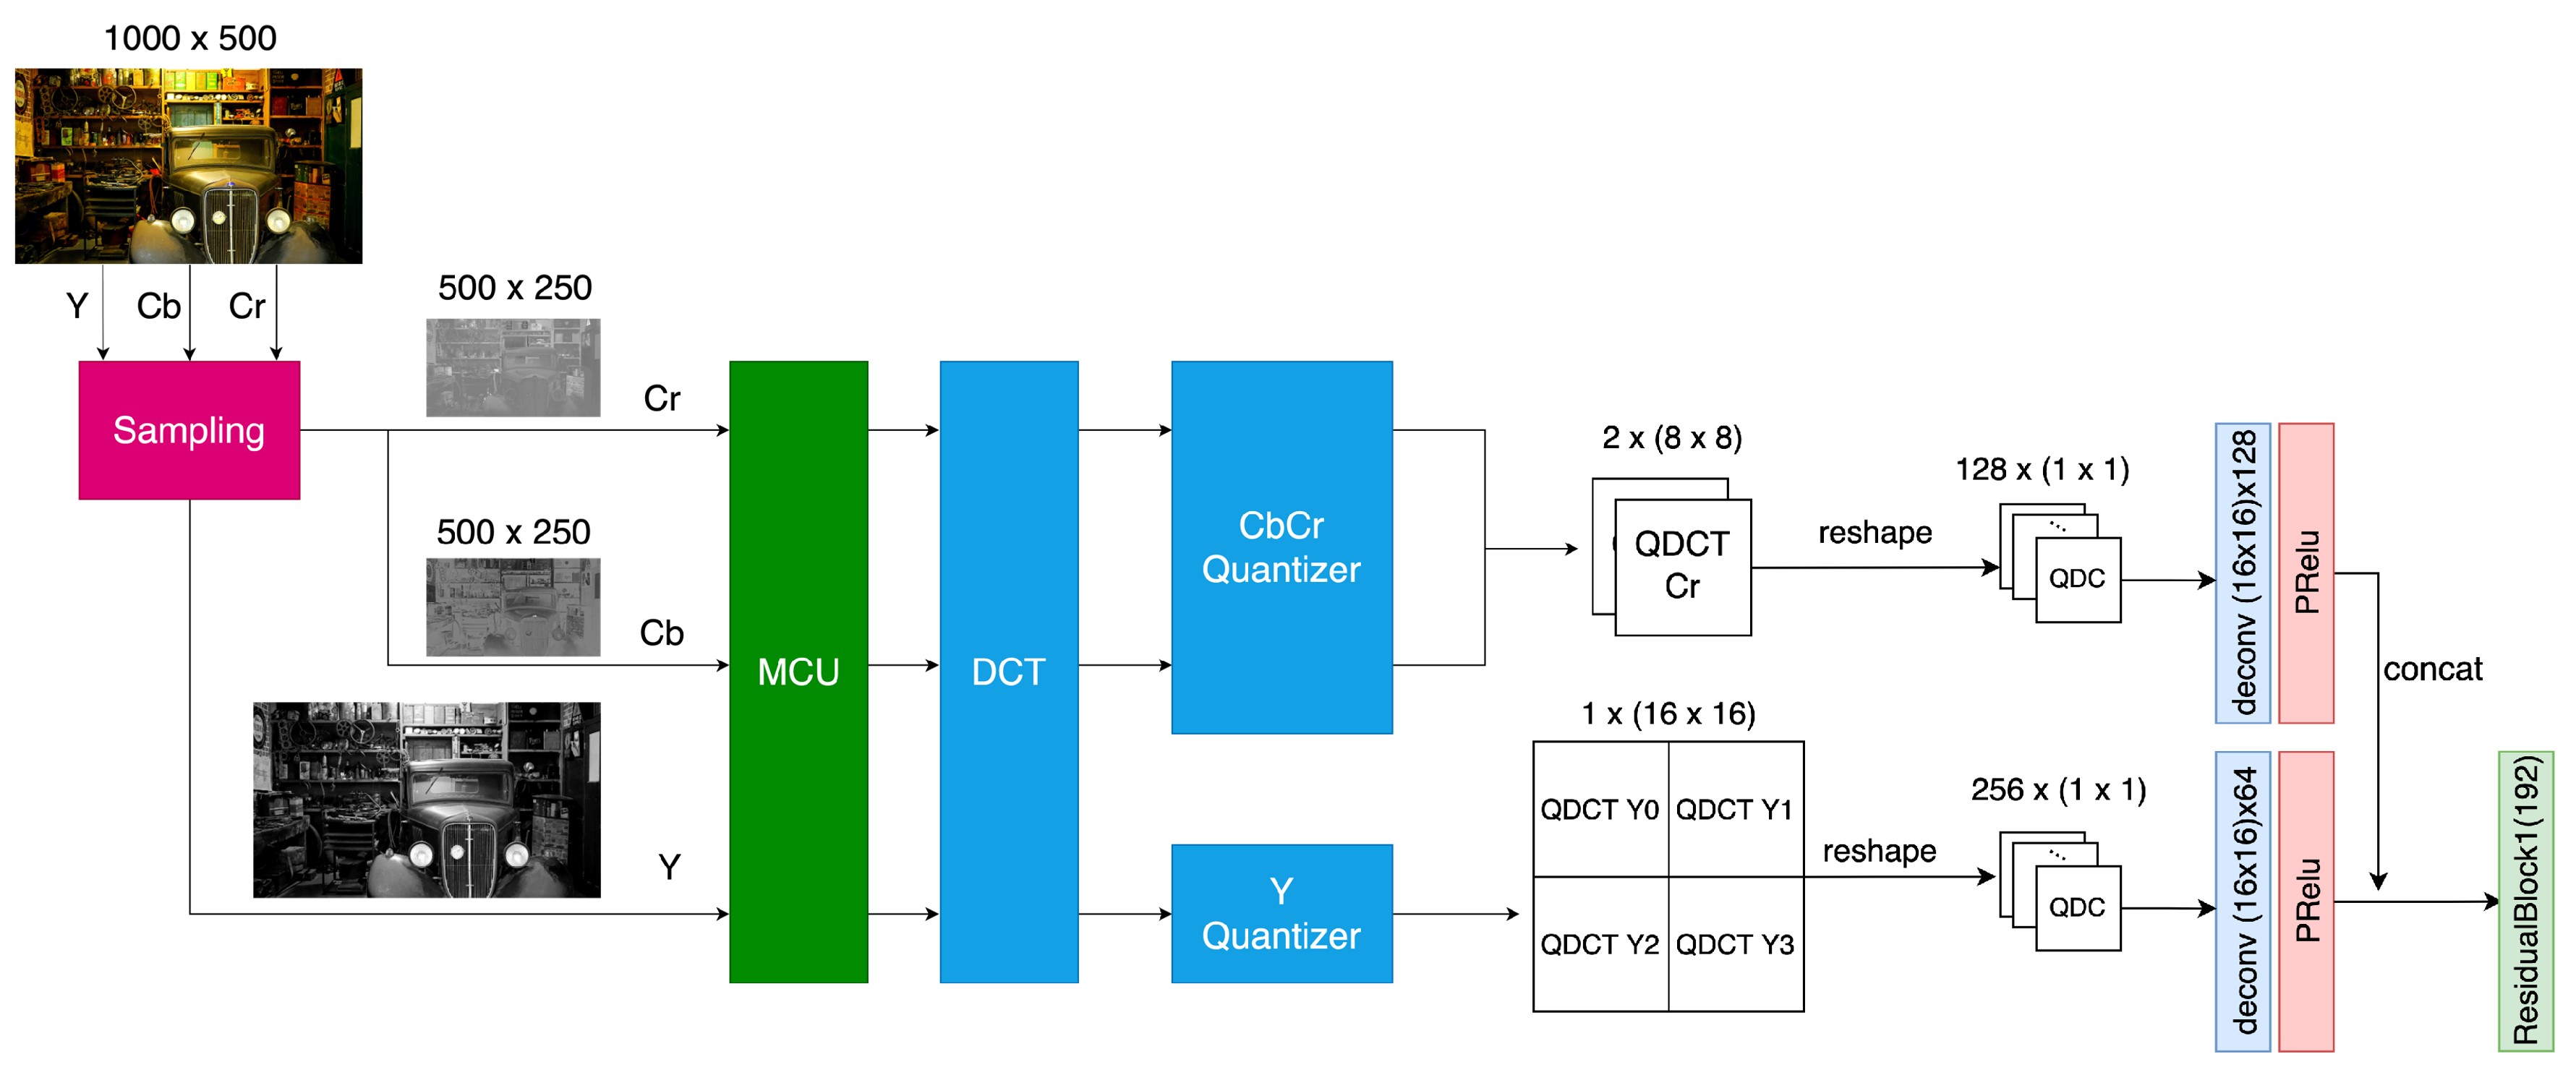 1000 x 500
Y
Cb
Cr
Sampling
500 x 250
Cr
500 x 250
Cb
Y
MCU
DCT
CbCr
Quantizer
Y
Quantizer
2 x (8 x 8)
QDCT
Cr
1 x (16 x 16)
QDCT Y0
QDCT Y1
QDCT Y2
QDCT Y3
reshape
reshape
128 x (1 x 1)
...
QDC
256 x (1 x 1)
...
QDC
deconv (16x16)x128
PRelu
deconv (16x16)x64
PRelu
concat
ResidualBlock1(192)